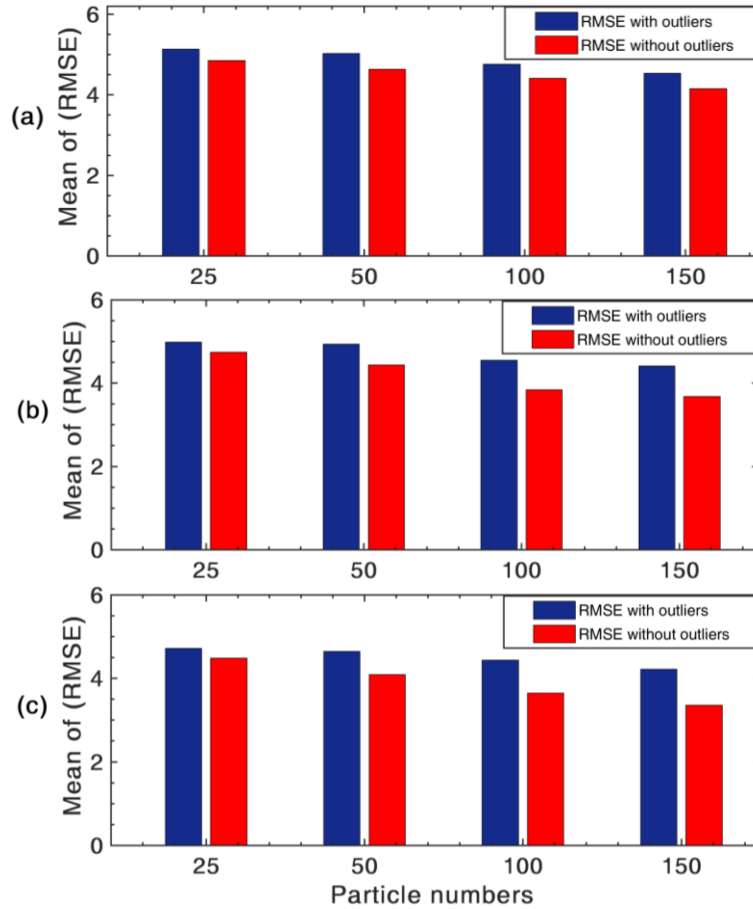 6
4
2
0
Mean of (RMSE)
(a)
RMSE with outliers
RMSE without outliers
25 50 100 150
6
4
2
0
Mean of (RMSE)
(b)
RMSE with outliers
RMSE without outliers
25 50 100 150
6
4
2
0
Mean of (RMSE)
(c)
RMSE with outliers
RMSE without outliers
25 50 100 150
Particle numbers